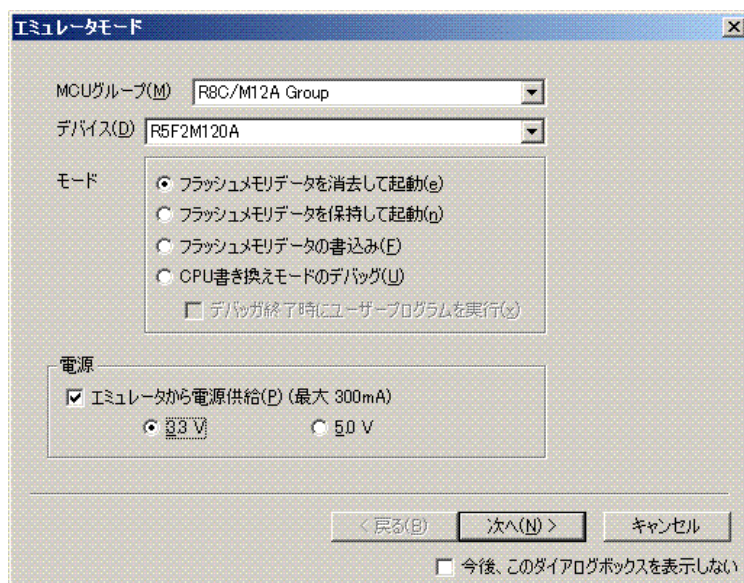 エミュレータモード
MCUグループ(M) R8C/M12A Group
デバイス(D) R5F2M120A
モード
フラッシュメモリデータを消去して起動(e)
フラッシュメモリデータを保持して起動(n)
フラッシュメモリデータの書込み(F)
CPU書き換えモードのデバッグ(U)
デバッガ終了時にユーザープログラムを実行(x)
電源
エミュレータから電源供給(P) (最大 300mA)
3.3 V 5.0 V
< 戻る(B) 次へ(N) > キャンセル
今後、このダイアログボックスを表示しない